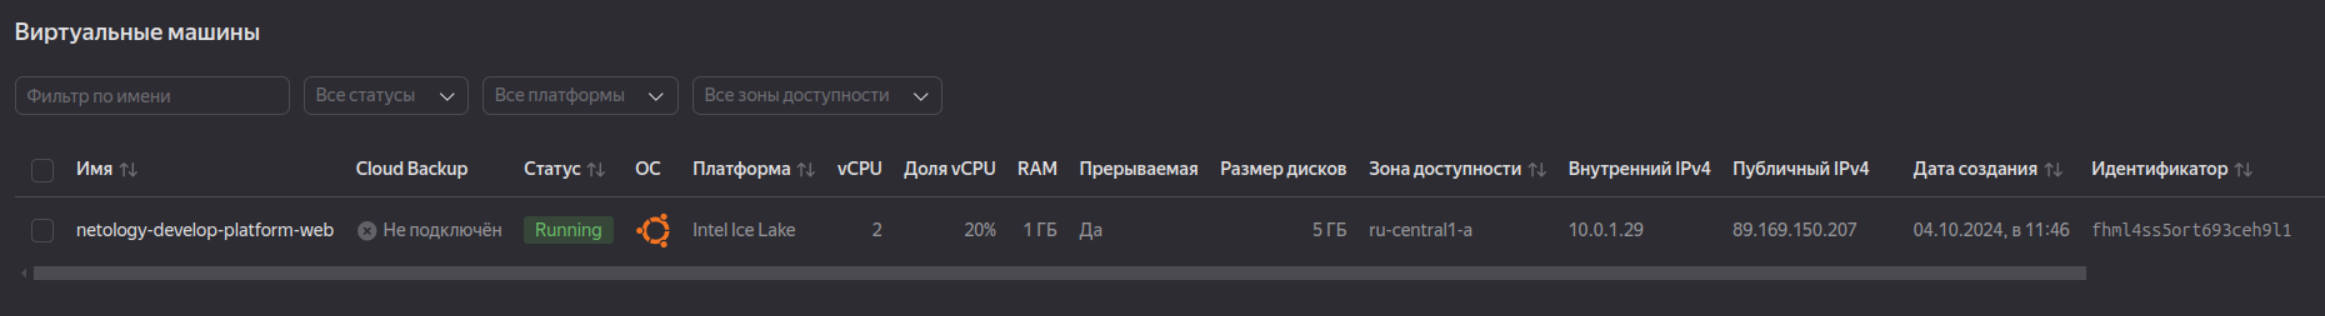 Виртуальные машины
Фильтр по имени Все статусы Все платформы Все зоны доступности
Имя Cloud Backup Статус ОС Платформа vCPU Доля vCPU RAM Прерываемая Размер дисков Зона доступности Внутренний IPv4 Публичный IPv4 Дата создания Идентификатор
netology-develop-platform-web Не подключён Running Intel Ice Lake 2 20% 1 ГБ Да 5 ГБ ru-central1-a 10.0.1.29 89.169.150.207 04.10.2024, в 11:46 fhml4ss5ort693ceh9l1